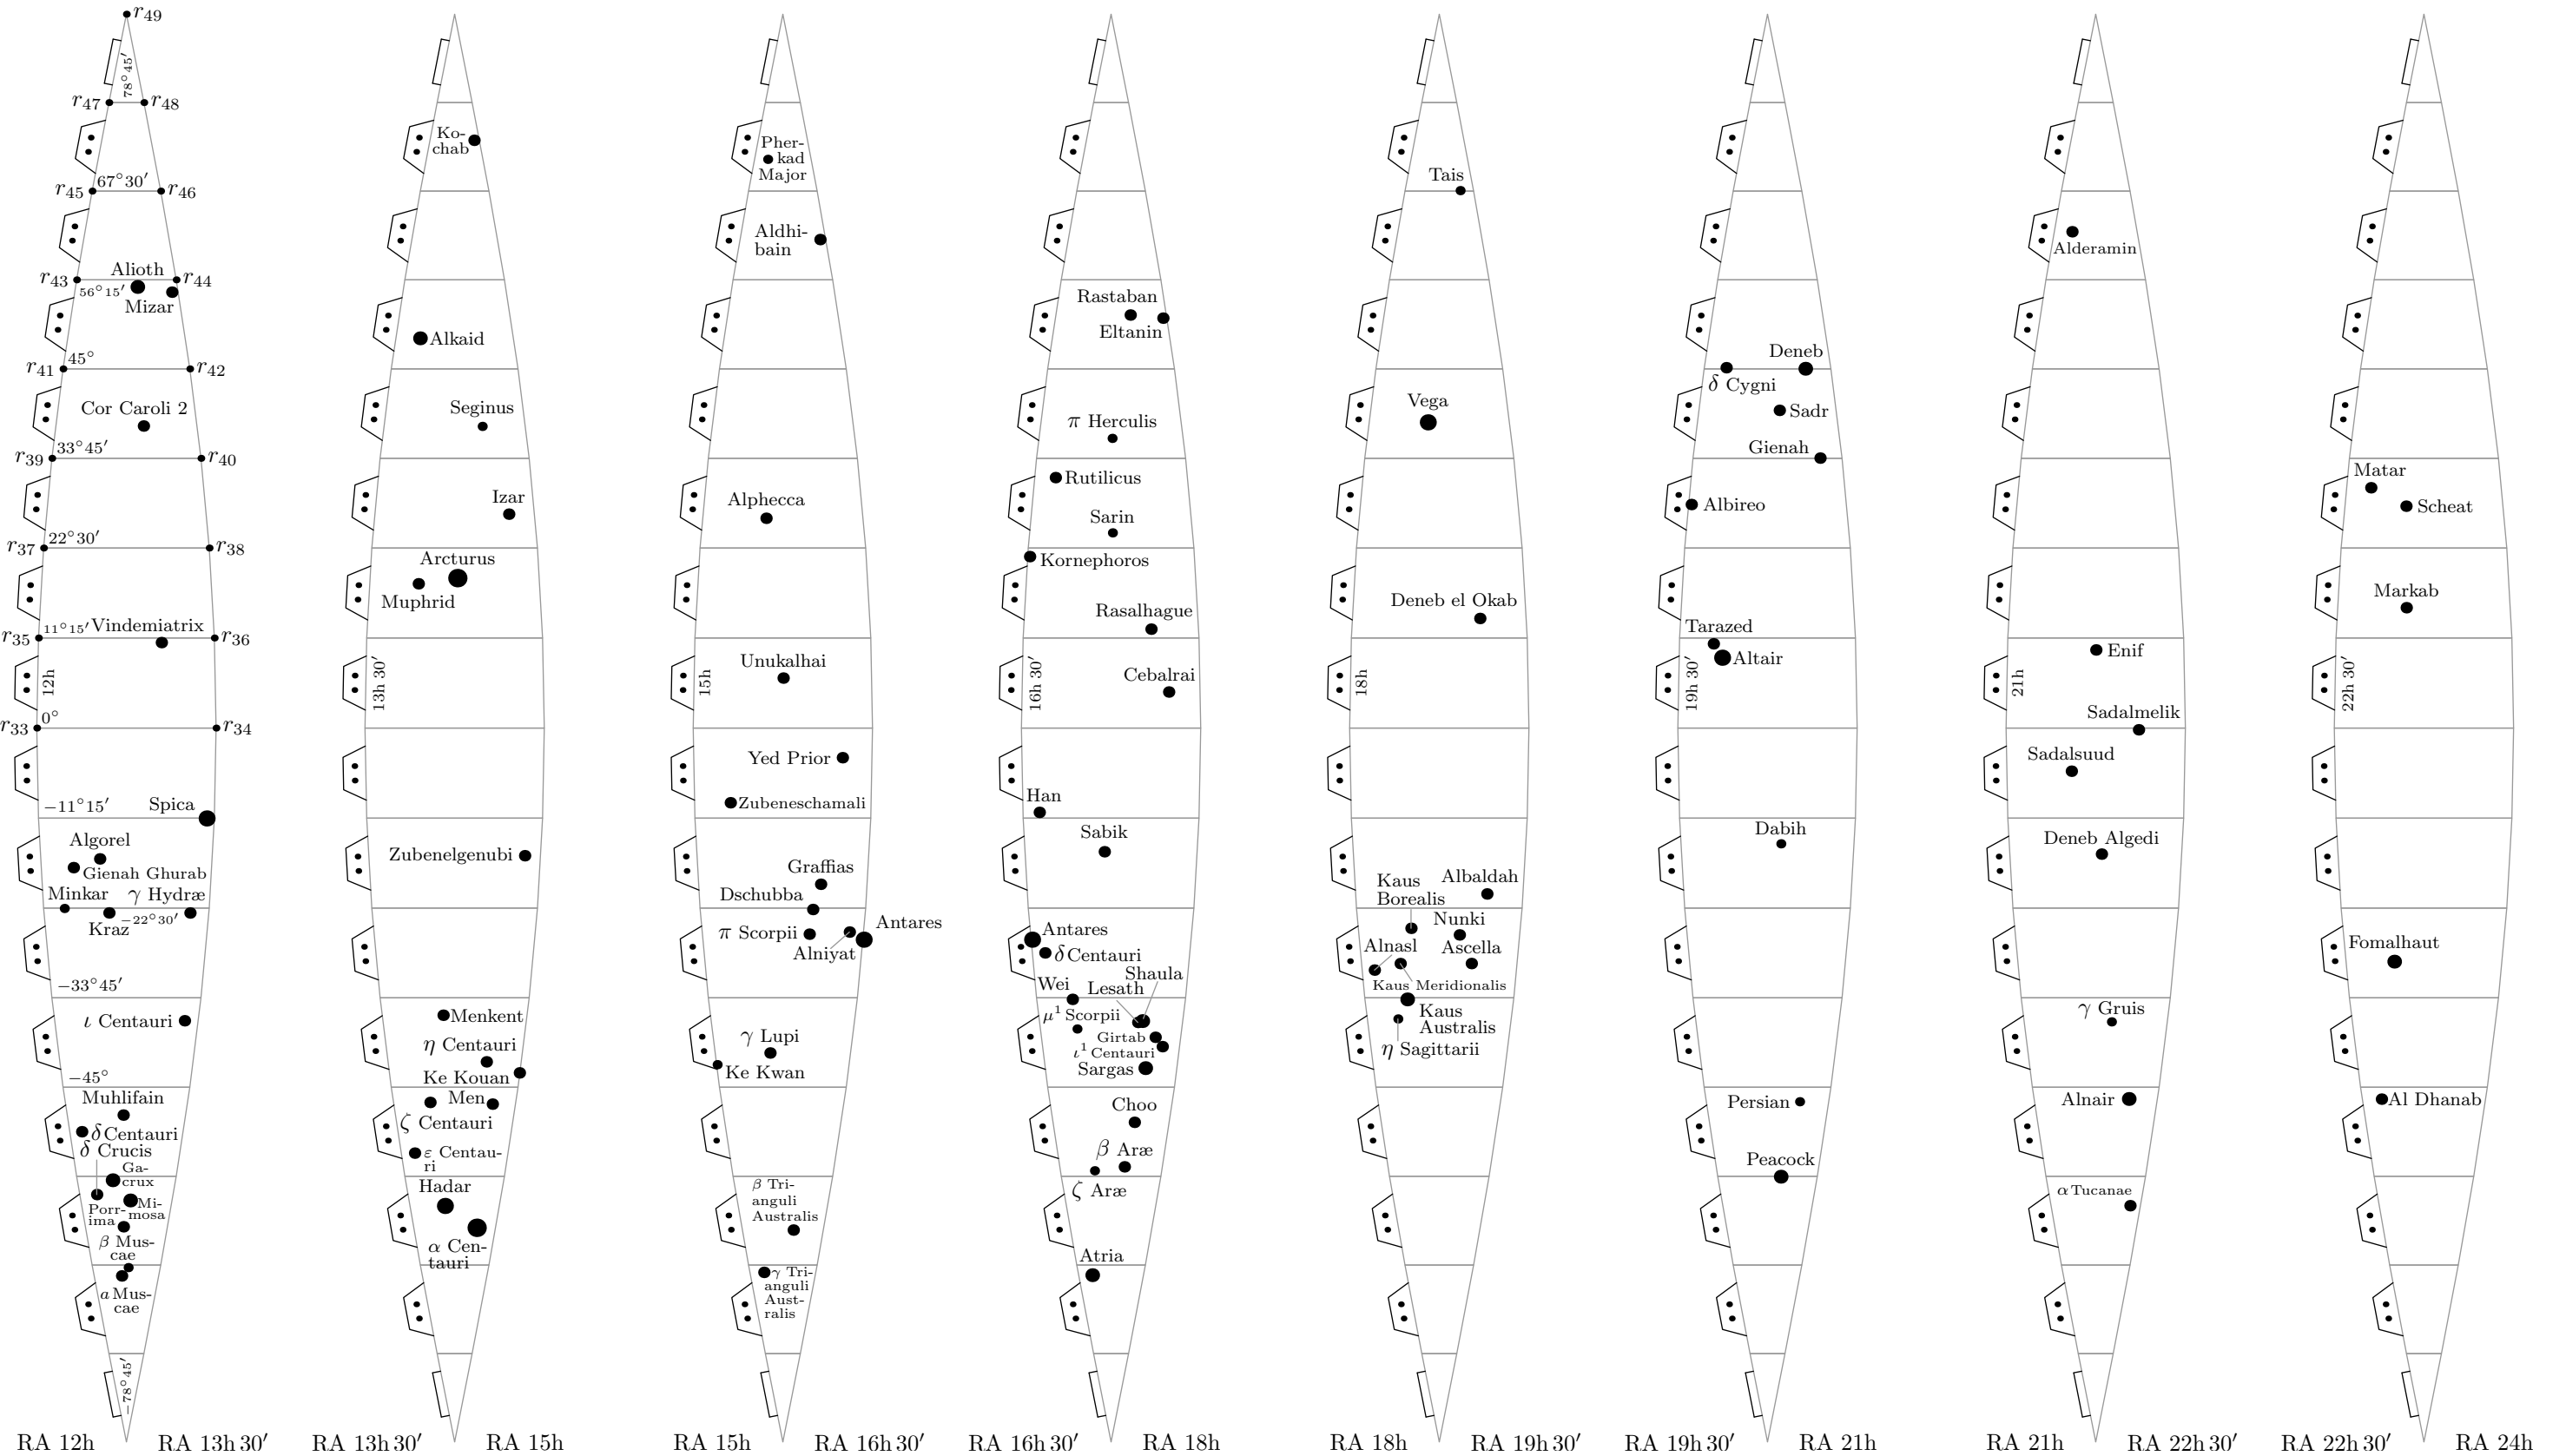 r49
78°45′
r47
r48
r45
67°30′
r46
Alioth
r43
r44
56°15′
Mizar
r41
45°
r42
Cor Caroli 2
r39
33°45′
r40
r37
22°30′
r38
r35
11°15′
Vindemiatrix
r36
12h
r33
0°
r34
−11°15′
Spica
Algorel
Gienah Ghurab
Minkar
γ Hydræ
Kraz
−22°30′
−33°45′
ι Centauri
−45°
Muhlifain
δ Centauri
δ Crucis
Ga-
crux
Mi-
mosa
Porr-
ima
β Mus-
cae
a Mus-
cae
−78°45′
RA 12h
RA 13h 30′
Ko-
chab
Alkaid
Seginus
Izar
Arcturus
Muphrid
13h 30′
Zubenelgenubi
Menkent
η Centauri
Ke Kouan
Men
ζ Centauri
ε Centau-
ri
Hadar
α Cen-
tauri
RA 13h 30′
RA 15h
Pher-
kad
Major
Aldhi-
bain
Alphecca
Unukalhai
15h
Yed Prior
Zubeneschamali
Graffias
Dschubba
Antares
π Scorpii
Alniyat
γ Lupi
Ke Kwan
β Tri-
anguli
Australis
γ Tri-
anguli
Aust-
ralis
RA 15h
RA 16h 30′
Rastaban
Eltanin
π Herculis
Rutilicus
Sarin
Kornephoros
Rasalhague
Cebalrai
16h 30′
Han
Sabik
Antares
δ Centauri
Shaula
Wei
Lesath
μ¹ Scorpii
Girtab
ι¹ Centauri
Sargas
Choo
β Aræ
ζ Aræ
Atria
RA 16h 30′
RA 18h
Tais
Vega
Deneb el Okab
18h
Kaus
Borealis
Albaldah
Nunki
Alnasl
Ascella
Kaus Meridionalis
Kaus
Australis
η Sagittarii
RA 18h
RA 19h 30′
Deneb
δ Cygni
Sadr
Gienah
Albireo
Tarazed
Altair
19h 30′
Dabih
Persian
Peacock
RA 19h 30′
RA 21h
Alderamin
Enif
21h
Sadalmelik
Sadalsuud
Deneb Algedi
γ Gruis
Alnair
α Tucanae
RA 21h
RA 22h 30′
Matar
Scheat
Markab
22h 30′
Fomalhaut
Al Dhanab
RA 22h 30′
RA 24h